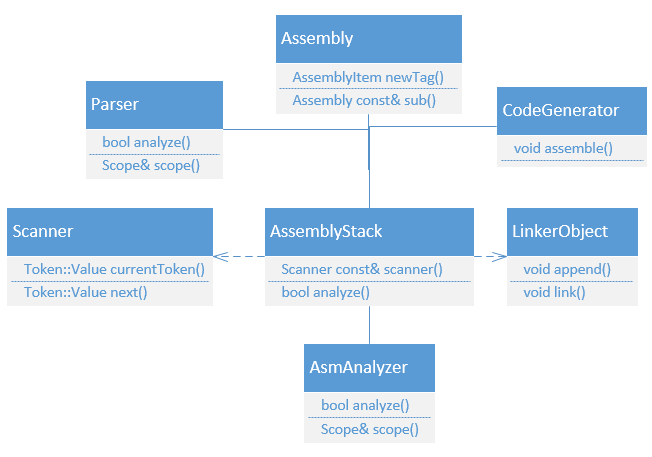 Assembly
AssemblyItem newTag()
Assembly const& sub()
Parser
bool analyze()
Scope& scope()
CodeGenerator
void assemble()
Scanner
Token::Value currentToken()
Token::Value next()
AssemblyStack
Scanner const& scanner()
bool analyze()
LinkerObject
void append()
void link()
AsmAnalyzer
bool analyze()
Scope& scope()